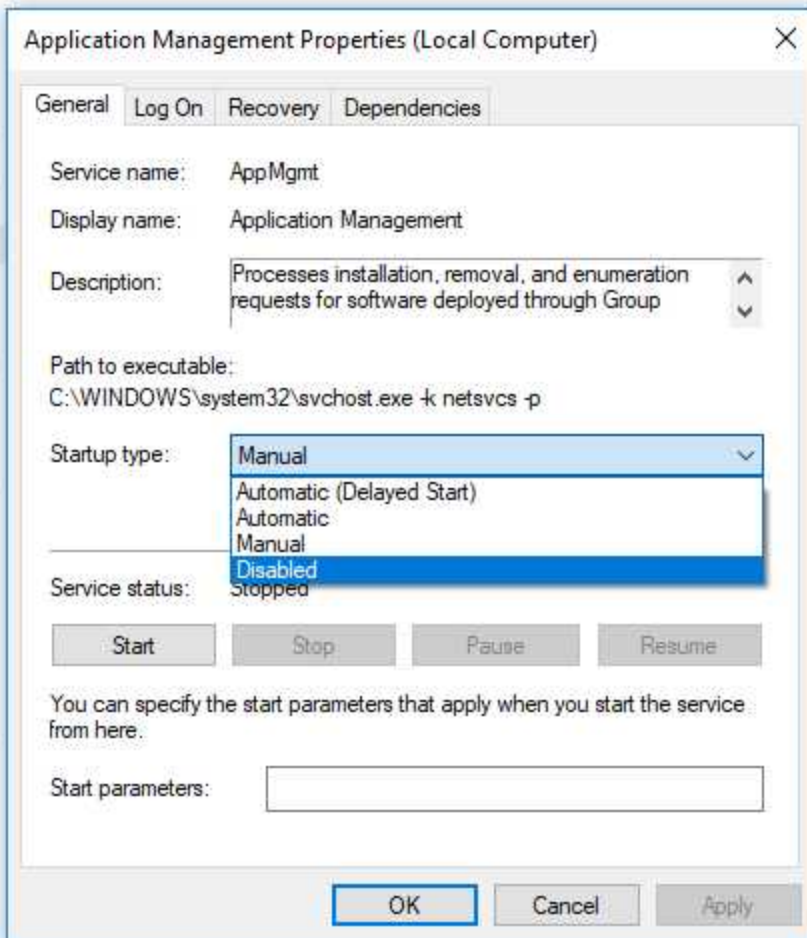 Application Management Properties (Local Computer)
General Log On Recovery Dependencies
Service name: AppMgmt
Display name: Application Management
Description: Processes installation, removal, and enumeration
requests for software deployed through Group
Path to executable:
C:\WINDOWS\system32\svchost.exe -k netsvcs -p
Startup type: Manual
Automatic (Delayed Start)
Automatic
Manual
Disabled
Service status: Stopped
Start Stop Pause Resume
You can specify the start parameters that apply when you start the service
from here.
Start parameters:
OK Cancel Apply